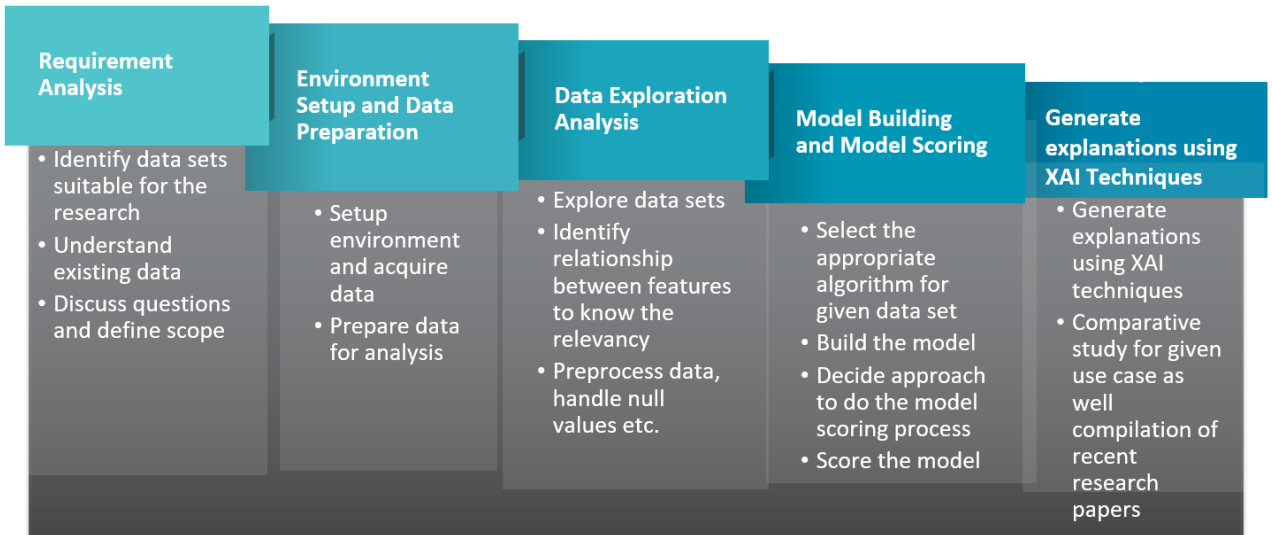 Requirement
Analysis
• Identify data sets
suitable for the
research
• Understand
existing data
• Discuss questions
and define scope
Environment
Setup and Data
Preparation
• Setup
environment
and acquire
data
• Prepare data
for analysis
Data Exploration
Analysis
• Explore data sets
• Identify
relationship
between features
to know the
relevancy
• Preprocess data,
handle null
values etc.
Model Building
and Model Scoring
• Select the
appropriate
algorithm for
given data set
• Build the model
• Decide approach
to do the model
scoring process
• Score the model
Generate
explanations using
XAI Techniques
• Generate
explanations
using XAI
techniques
• Comparative
study for given
use case as
well
compilation of
recent
research
papers